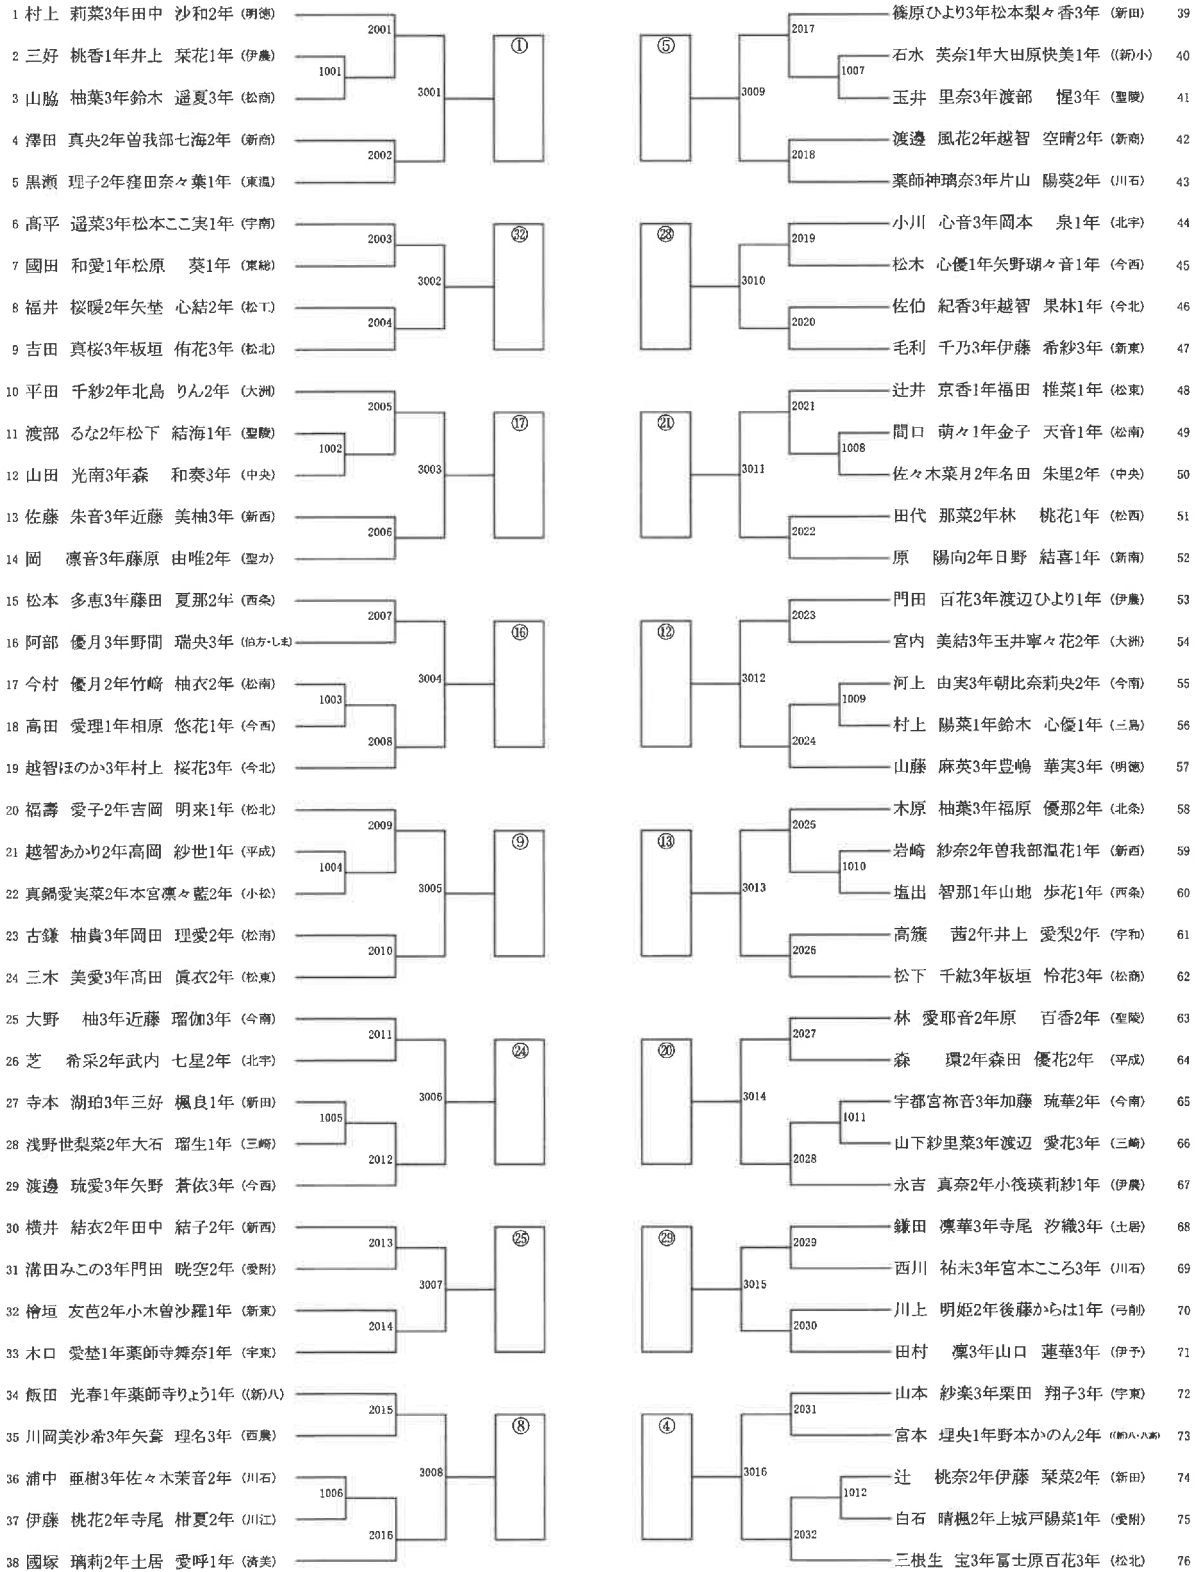 1 村上 莉菜3年田中 沙和2年 (明徳)
2 三好 桃香1年井上 栞花1年 (伊農)
3 山脇 柚葉3年鈴木 遥夏3年 (松商)
4 澤田 真央2年曽我部七海2年 (新商)
5 黒瀬 理子2年窪田奈々葉1年 (東温)
6 髙平 遥菜3年松本ここ実1年 (宇南)
7 國田 和愛1年松原 葵1年 (東総)
8 福井 桜暖2年矢埜 心結2年 (松工)
9 吉田 真桜3年板垣 侑花3年 (松北)
10 平田 千紗2年北島 りん2年 (大洲)
11 渡部 るな2年松下 結海1年 (聖陵)
12 山田 光南3年森 和奏3年 (中央)
13 佐藤 朱音3年近藤 美柚3年 (新西)
14 岡 凛音3年藤原 由唯2年 (聖カ)
15 松本 多恵3年藤田 夏那2年 (西条)
16 阿部 優月3年野間 瑞央3年 (伯方・しま)
17 今村 優月2年竹﨑 柚衣2年 (松南)
18 高田 愛理1年相原 悠花1年 (今西)
19 越智ほのか3年村上 桜花3年 (今北)
20 福壽 愛子2年吉岡 明来1年 (松北)
21 越智あかり2年高岡 紗世1年 (平成)
22 真鍋愛実菜2年本宮凛々藍2年 (小松)
23 古鎌 柚貴3年岡田 理愛2年 (松南)
24 三木 美愛3年髙田 眞衣2年 (松東)
25 大野 柚3年近藤 瑠伽3年 (今南)
26 芝 希采2年武内 七星2年 (北宇)
27 寺本 湖珀3年三好 楓良1年 (新田)
28 浅野世梨菜2年大石 瑠生1年 (三崎)
29 渡邊 琉愛3年矢野 蒼依3年 (今西)
30 横井 結衣2年田中 結子2年 (新西)
31 溝田みこの3年門田 晄空2年 (愛附)
32 檜垣 友芭2年小木曽沙羅1年 (新東)
33 木口 愛埜1年薬師寺舞奈1年 (宇東)
34 飯田 光春1年薬師寺りょう1年 ((新)八)
35 川岡美沙希3年矢葺 理名3年 (西農)
36 浦中 亜樹3年佐々木茉音2年 (川石)
37 伊藤 桃花2年寺尾 柑夏2年 (川江)
38 國塚 璃莉2年土居 愛呼1年 (済美)
2001
1001
3001
2002
①
2003
3002
2004
㉜
2005
1002
3003
2006
⑰
2007
1003
3004
2008
⑯
2009
1004
3005
2010
⑨
2011
1005
3006
2012
㉔
2013
3007
2014
㉕
2015
1006
3008
2016
⑧
⑤
3009
2017
1007
2018
㉘
3010
2019
2020
㉑
3011
2021
1008
2022
⑫
3012
2023
1009
2024
⑬
3013
2025
1010
2026
⑳
3014
2027
1011
2028
㉙
3015
2029
2030
④
3016
2031
1012
2032
篠原ひより3年松本梨々香3年 (新田) 39
石水 英奈1年大田原快美1年 ((新)小) 40
玉井 里奈3年渡部 惺3年 (聖陵) 41
渡邊 風花2年越智 空晴2年 (新商) 42
薬師神璃奈3年片山 陽葵2年 (川石) 43
小川 心音3年岡本 泉1年 (北宇) 44
松木 心優1年矢野瑚々音1年 (今西) 45
佐伯 紀香3年越智 果林1年 (今北) 46
毛利 千乃3年伊藤 希紗3年 (新東) 47
辻井 京香1年福田 椎菜1年 (松東) 48
間口 萌々1年金子 天音1年 (松南) 49
佐々木菜月2年名田 朱里2年 (中央) 50
田代 那菜2年林 桃花1年 (松西) 51
原 陽向2年日野 結喜1年 (新南) 52
門田 百花3年渡辺ひより1年 (伊農) 53
宮内 美結3年玉井寧々花2年 (大洲) 54
河上 由実3年朝比奈莉央2年 (今南) 55
村上 陽菜1年鈴木 心優1年 (三島) 56
山藤 麻英3年豊嶋 華実3年 (明徳) 57
木原 柚葉3年福原 優那2年 (北条) 58
岩崎 紗奈2年曽我部温花1年 (新西) 59
塩出 智那1年山地 歩花1年 (西条) 60
高籏 茜2年井上 愛梨2年 (宇和) 61
松下 千紘3年板垣 怜花3年 (松商) 62
林 愛耶音2年原 百香2年 (聖陵) 63
森 環2年森田 優花2年 (平成) 64
宇都宮祢音3年加藤 琉華2年 (今南) 65
山下紗里菜3年渡辺 愛花3年 (三崎) 66
永吉 真奈2年小筏瑛莉紗1年 (伊農) 67
鎌田 凛華3年寺尾 汐織3年 (土居) 68
西川 祐未3年宮本こころ3年 (川石) 69
川上 明姫2年後藤からは1年 (弓削) 70
田村 凜3年山口 蓮華3年 (伊予) 71
山本 紗楽3年栗田 翔子3年 (宇東) 72
宮本 理央1年野本かのん2年 ((新)八・八高) 73
辻 桃奈2年伊藤 栞菜2年 (新田) 74
白石 晴楓2年上城戸陽菜1年 (愛附) 75
三根生 宝3年冨士原百花3年 (松北) 76